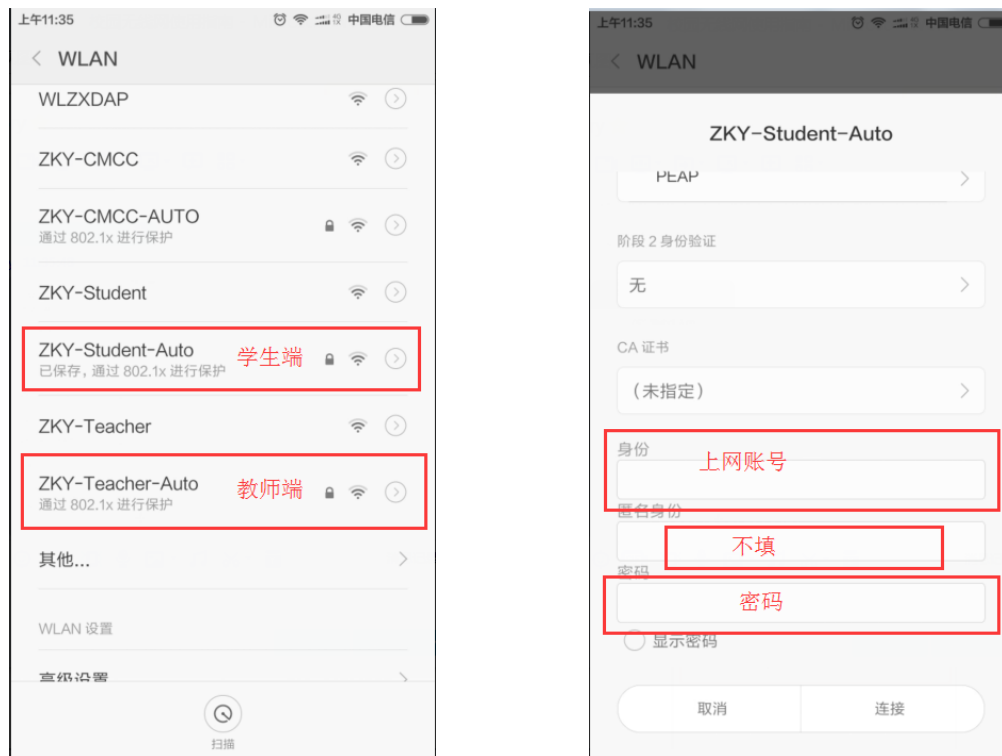 上午11:35
中国电信
WLAN
WLZXDAP
ZKY-CMCC
ZKY-CMCC-AUTO
通过 802.1x 进行保护
ZKY-Student
ZKY-Student-Auto
已保存，通过 802.1x 进行保护
学生端
ZKY-Teacher
ZKY-Teacher-Auto
通过 802.1x 进行保护
教师端
其他...
WLAN 设置
高级设置
扫描
上午11:35
中国电信
WLAN
ZKY-Student-Auto
PEAP
阶段 2 身份验证
无
CA 证书
（未指定）
身份
上网账号
匿名身份
不填
密码
密码
显示密码
取消
连接